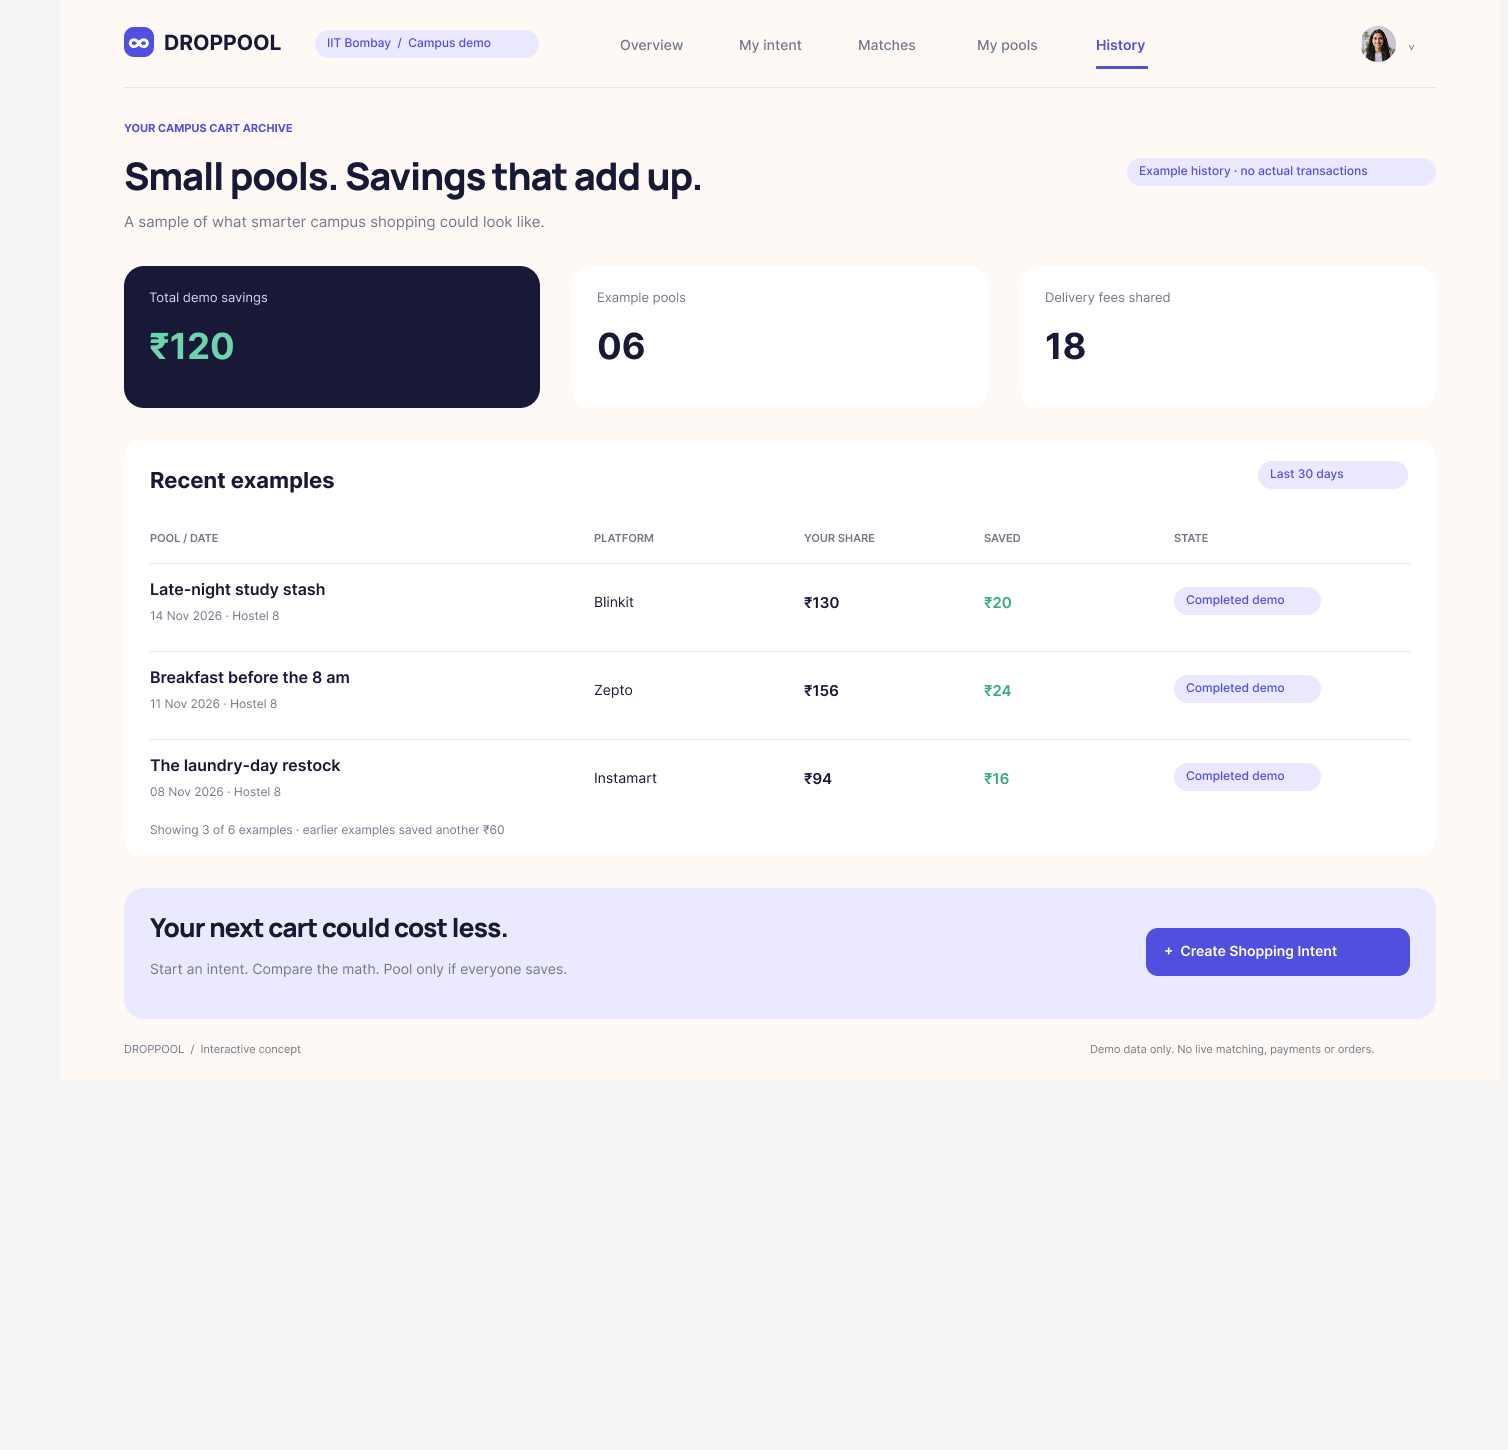 DROPPOOL
IIT Bombay / Campus demo
Overview
My intent
Matches
My pools
History
v
YOUR CAMPUS CART ARCHIVE
Small pools. Savings that add up.
Example history · no actual transactions
A sample of what smarter campus shopping could look like.
Total demo savings
₹120
Example pools
06
Delivery fees shared
18
Recent examples
Last 30 days
POOL / DATE
PLATFORM
YOUR SHARE
SAVED
STATE
Late-night study stash
14 Nov 2026 · Hostel 8
Blinkit
₹130
₹20
Completed demo
Breakfast before the 8 am
11 Nov 2026 · Hostel 8
Zepto
₹156
₹24
Completed demo
The laundry-day restock
08 Nov 2026 · Hostel 8
Instamart
₹94
₹16
Completed demo
Showing 3 of 6 examples · earlier examples saved another ₹60
Your next cart could cost less.
Start an intent. Compare the math. Pool only if everyone saves.
+ Create Shopping Intent
DROPPOOL / Interactive concept
Demo data only. No live matching, payments or orders.